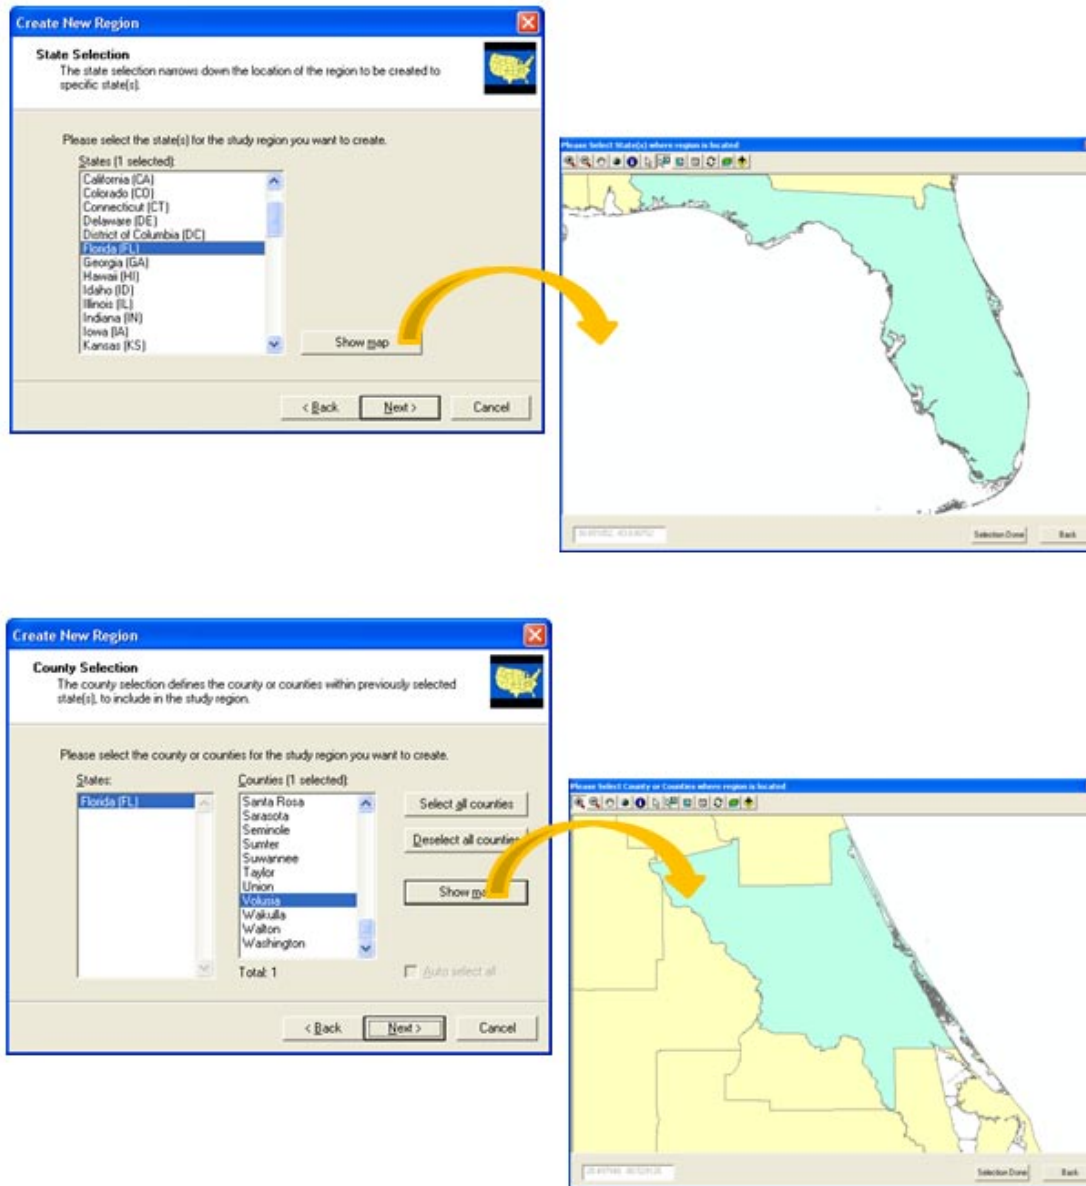 Create New Region
State Selection
The state selection narrows down the location of the region to be created to
specific state(s).
Please select the state(s) for the study region you want to create.
States (1 selected):
California (CA)
Colorado (CO)
Connecticut (CT)
Delaware (DE)
District of Columbia (DC)
Florida (FL)
Georgia (GA)
Hawaii (HI)
Idaho (ID)
Illinois (IL)
Indiana (IN)
Iowa (IA)
Kansas (KS)
Show map
< Back
Next >
Cancel
Please Select State(s) where region is located
Selection Done
Back
Create New Region
County Selection
The county selection defines the county or counties within previously selected
state(s), to include in the study region.
Please select the county or counties for the study region you want to create.
States:
Florida (FL)
Counties (1 selected):
Santa Rosa
Sarasota
Seminole
Sumter
Suwannee
Taylor
Union
Volusia
Wakulla
Walton
Washington
Total: 1
Select all counties
Deselect all counties
Show map
Auto select all
< Back
Next >
Cancel
Please Select County or Counties where region is located
Selection Done
Back